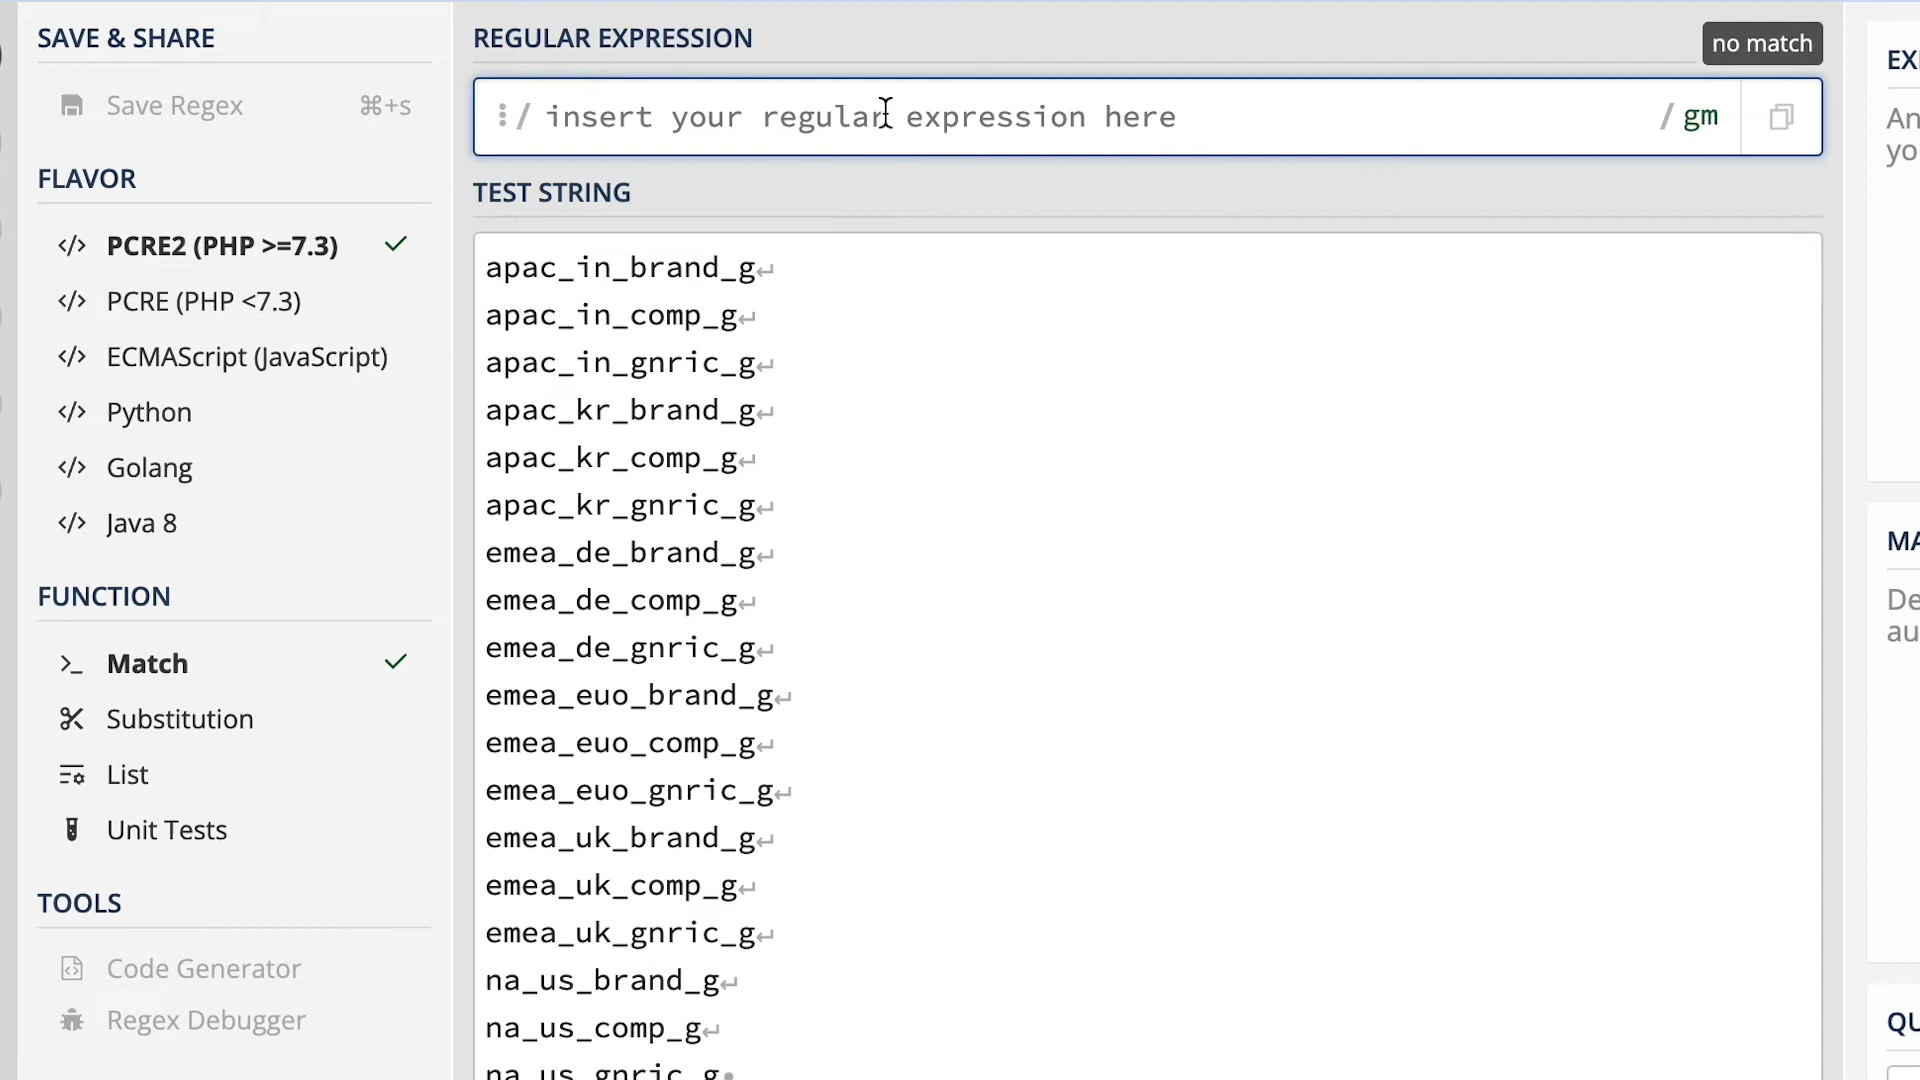 SAVE & SHARE
Save Regex ⌘+s
FLAVOR
</> PCRE2 (PHP >=7.3)
</> PCRE (PHP <7.3)
</> ECMAScript (JavaScript)
</> Python
</> Golang
</> Java 8
FUNCTION
>_ Match
Substitution
List
Unit Tests
TOOLS
Code Generator
Regex Debugger
REGULAR EXPRESSION
no match
/ insert your regular expression here / gm
TEST STRING
apac_in_brand_g
apac_in_comp_g
apac_in_gnric_g
apac_kr_brand_g
apac_kr_comp_g
apac_kr_gnric_g
emea_de_brand_g
emea_de_comp_g
emea_de_gnric_g
emea_euo_brand_g
emea_euo_comp_g
emea_euo_gnric_g
emea_uk_brand_g
emea_uk_comp_g
emea_uk_gnric_g
na_us_brand_g
na_us_comp_g
na_us_gnric_g
EX
An
yo
MA
De
au
QU